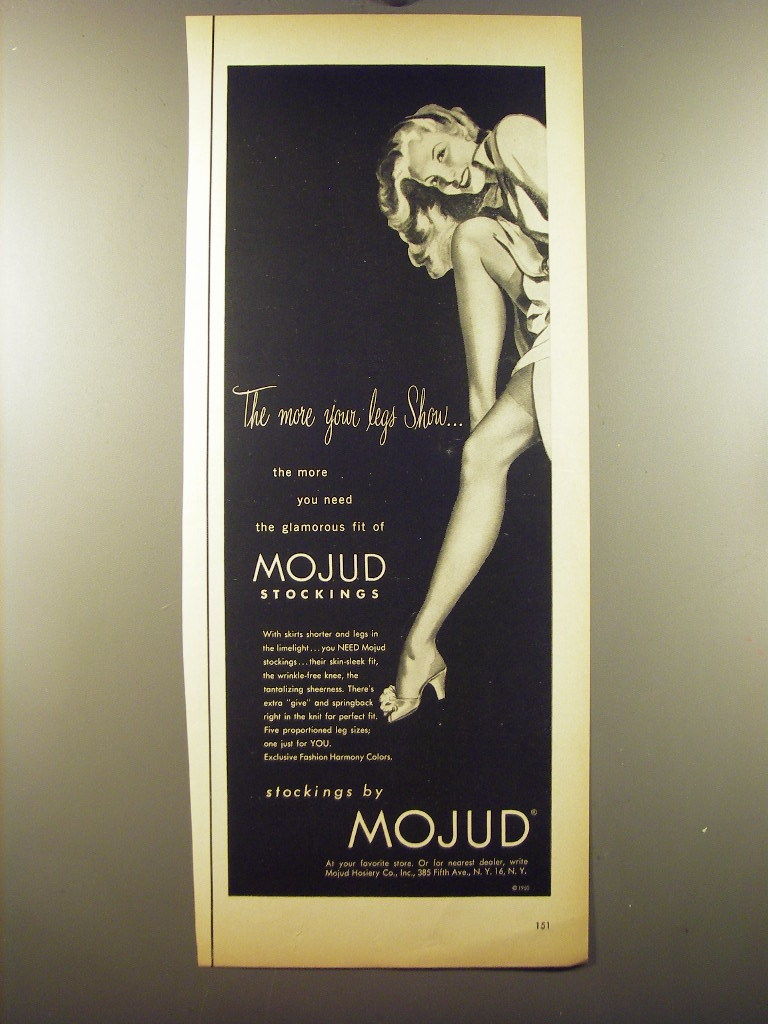 The more your legs Show...
the more
you need
the glamorous fit of
MOJUD
STOCKINGS
With skirts shorter and legs in
the limelight...you NEED Mojud
stockings...their skin-sleek fit,
the wrinkle-free knee, the
tantalizing sheerness. There's
extra "give" and springback
right in the knit for perfect fit.
Five proportioned leg sizes;
one just for YOU.
Exclusive Fashion Harmony Colors.
stockings by
MOJUD®
At your favorite store. Or for nearest dealer, write
Mojud Hosiery Co., Inc., 385 Fifth Ave., N. Y. 16, N. Y.
© 1950
151